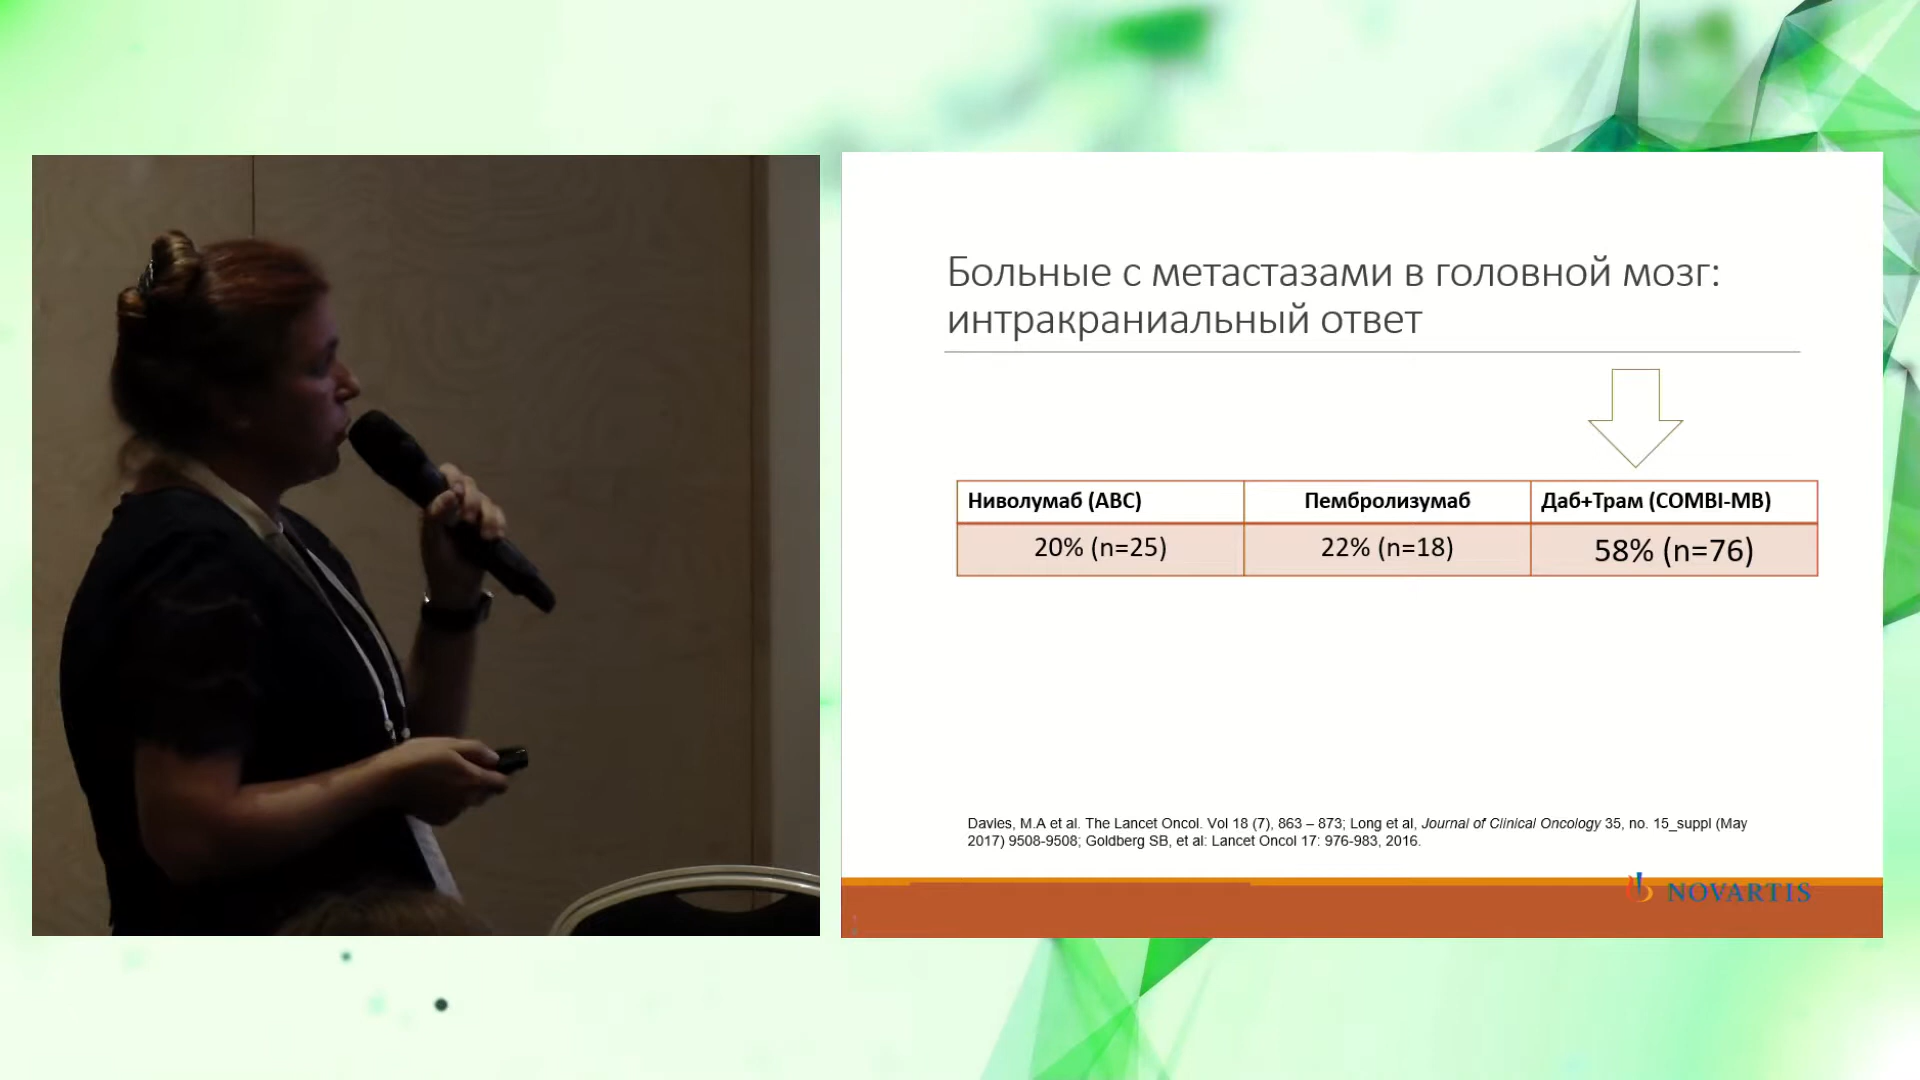 Больные с метастазами в головной мозг:
интракраниальный ответ
Ниволумаб (ABC) Пембролизумаб Даб+Трам (COMBI-MB)
20% (n=25) 22% (n=18) 58% (n=76)
Davies, M.A et al. The Lancet Oncol. Vol 18 (7), 863 – 873; Long et al, Journal of Clinical Oncology 35, no. 15_suppl (May
2017) 9508-9508; Goldberg SB, et al: Lancet Oncol 17: 976-983, 2016.
NOVARTIS